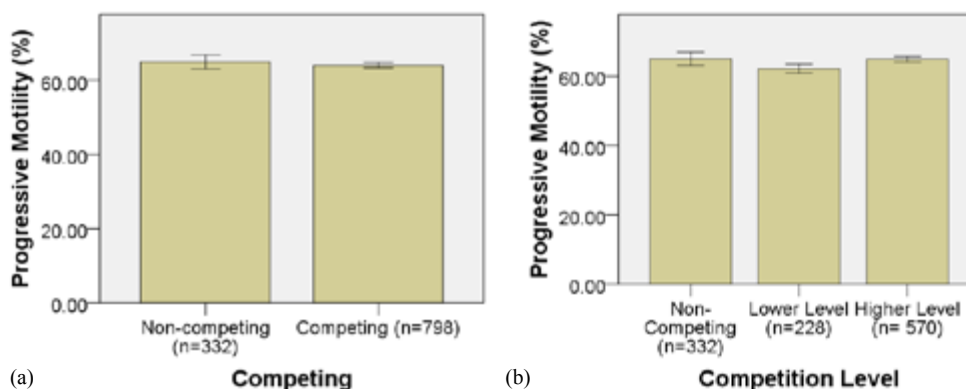 Progressive Motility (%)
60.00
40.00
20.00
0.00
Non-competing
(n=332)
Competing (n=798)
(a)
Competing
Progressive Motility (%)
60.00
40.00
20.00
0.00
Non-
Competing
(n=332)
Lower Level
(n=228)
Higher Level
(n= 570)
(b)
Competition Level